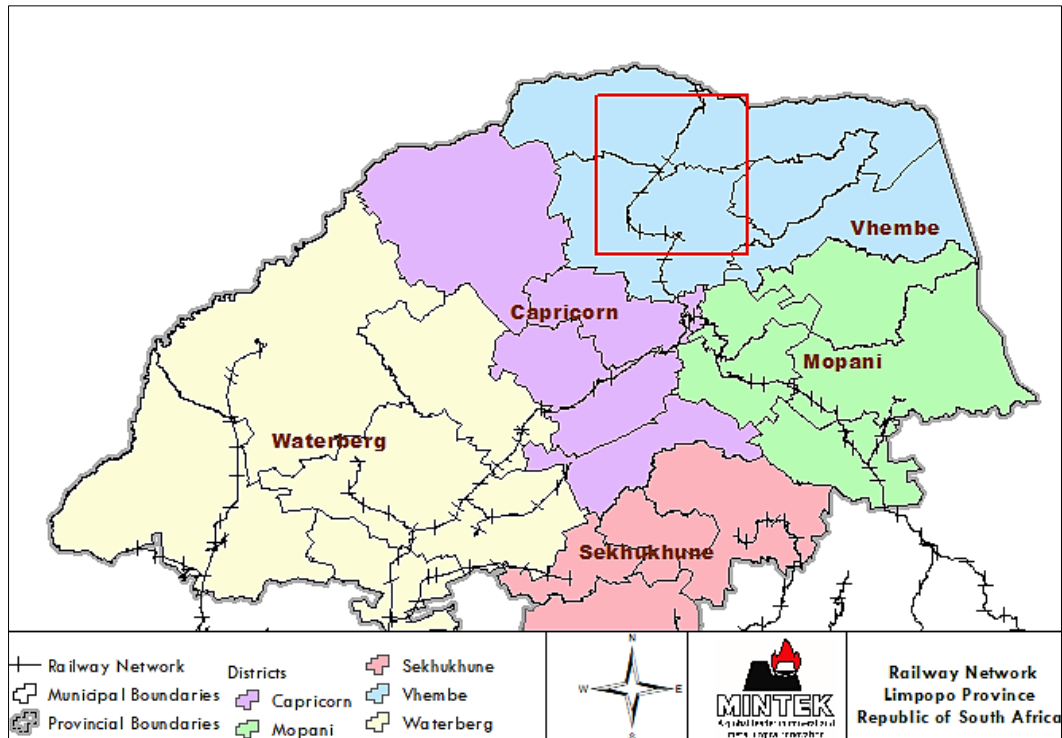 Vhembe
Capricorn
Mopani
Waterberg
Sekhukhune
Railway Network
Municipal Boundaries
Provincial Boundaries
Districts
Capricorn
Mopani
Sekhukhune
Vhembe
Waterberg
N
W E
S
MINTEK
Railway Network
Limpopo Province
Republic of South Africa